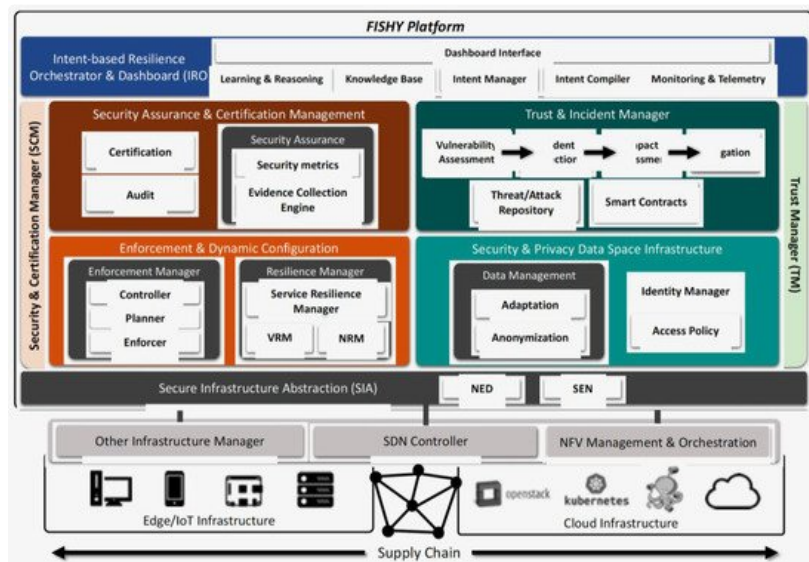 FISHY Platform
Intent-based Resilience
Orchestrator & Dashboard (IRO
Dashboard Interface
Learning & Reasoning
Knowledge Base
Intent Manager
Intent Compiler
Monitoring & Telemetry
Security & Certification Manager (SCM)
Security Assurance & Certification Management
Certification
Audit
Security Assurance
Security metrics
Evidence Collection
Engine
Trust & Incident Manager
Vulnerability
Assessment
Threat/Attack
Repository
Smart Contracts
Trust Manager (TM)
Enforcement & Dynamic Configuration
Enforcement Manager
Controller
Planner
Enforcer
Resilience Manager
Service Resilience
Manager
VRM
NRM
Security & Privacy Data Space Infrastructure
Data Management
Adaptation
Anonymization
Identity Manager
Access Policy
Secure Infrastructure Abstraction (SIA)
NED
SEN
Other Infrastructure Manager
SDN Controller
NFV Management & Orchestration
openstack
kubernetes
Edge/IoT Infrastructure
Cloud Infrastructure
Supply Chain